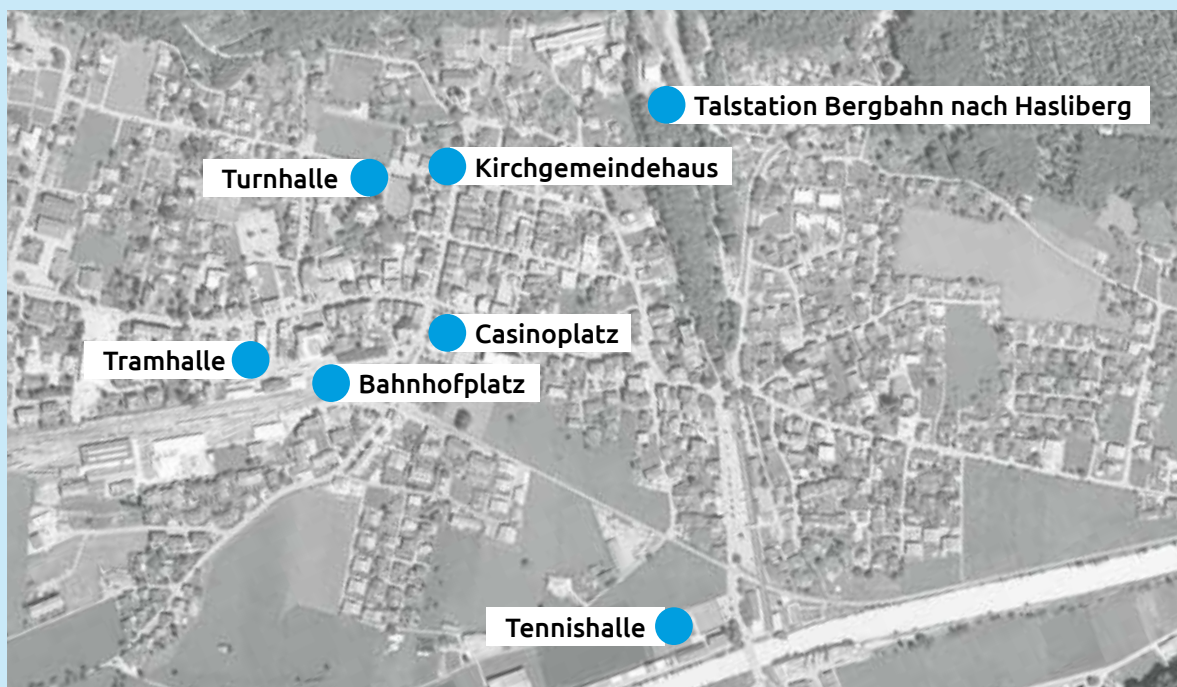 Talstation Bergbahn nach Hasliberg
Kirchgemeindehaus
Turnhalle
Casinoplatz
Tramhalle
Bahnhofplatz
Tennishalle